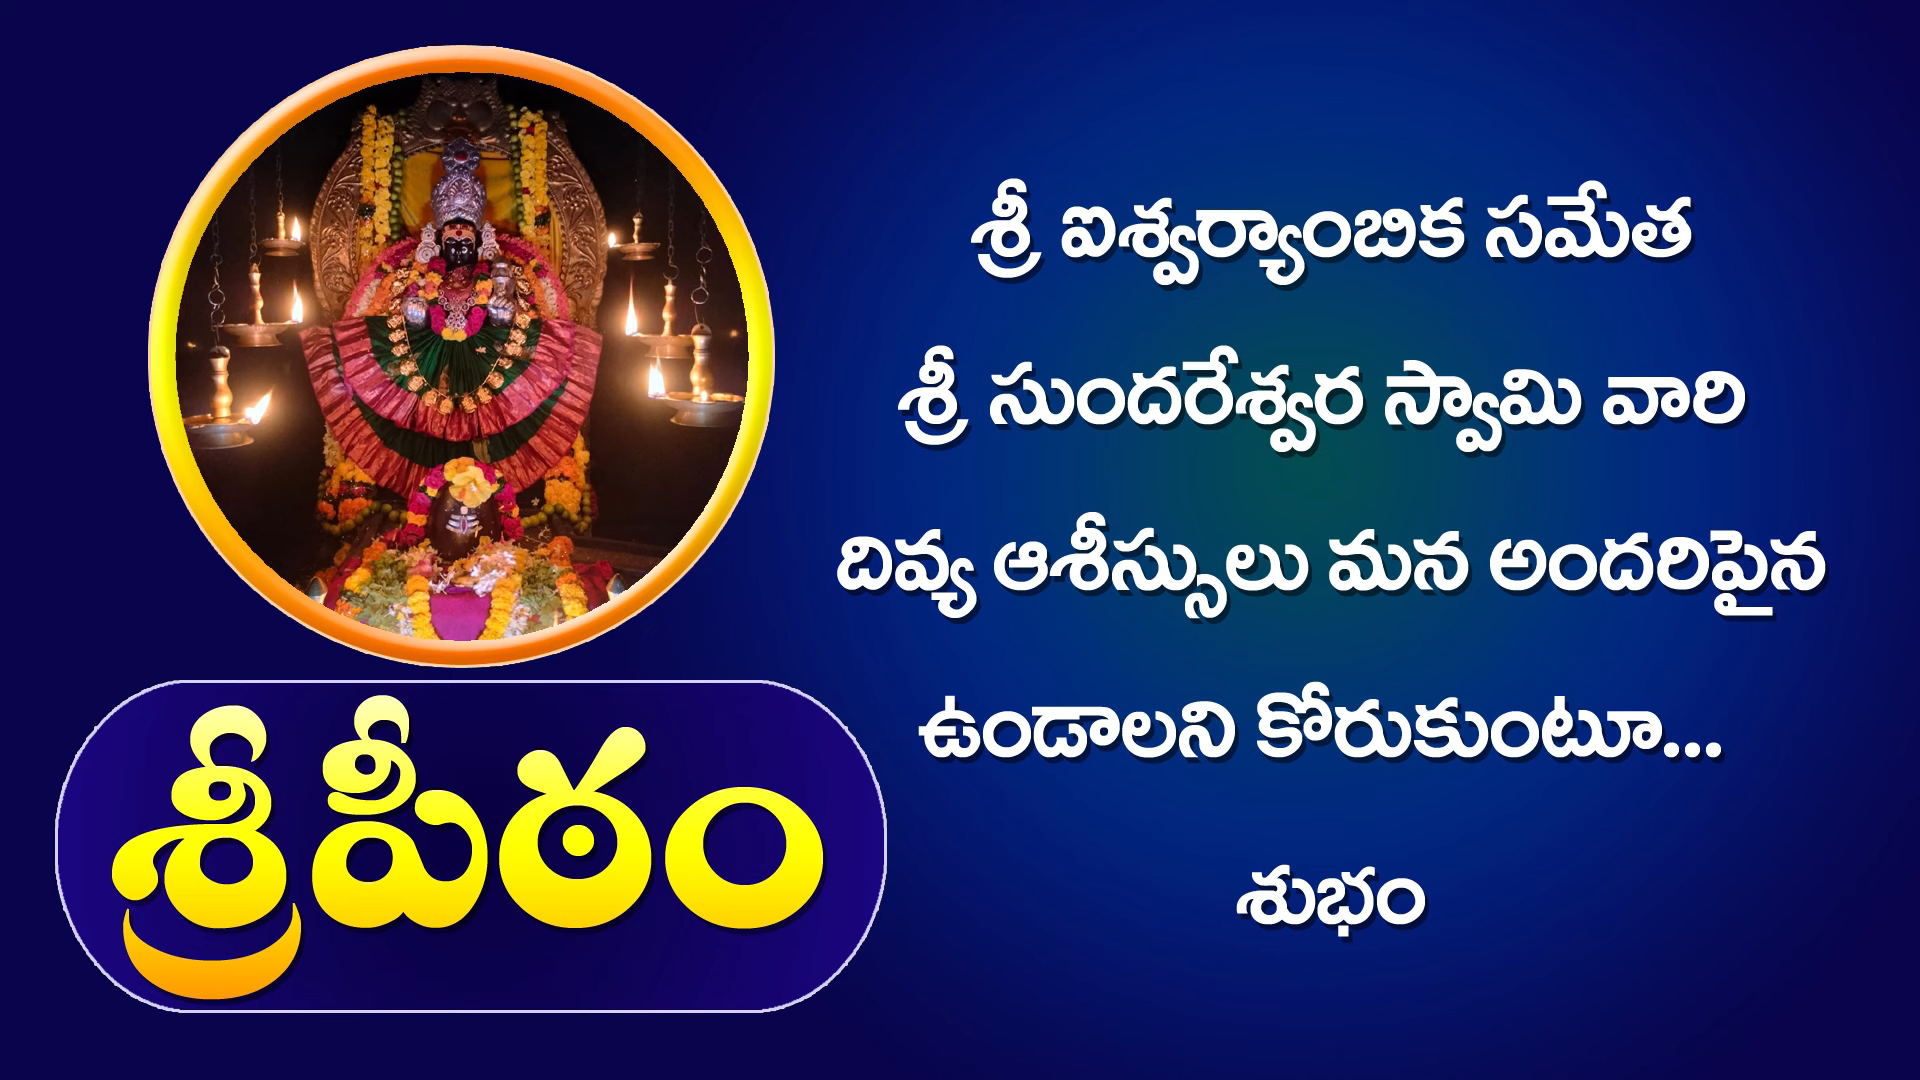 శ్రీ ఐశ్వర్యాంబిక సమేత
శ్రీ సుందరేశ్వర స్వామి వారి
దివ్య ఆశీస్సులు మన అందరిపైన
ఉండాలని కోరుకుంటూ...
శుభం
శ్రీపీఠం